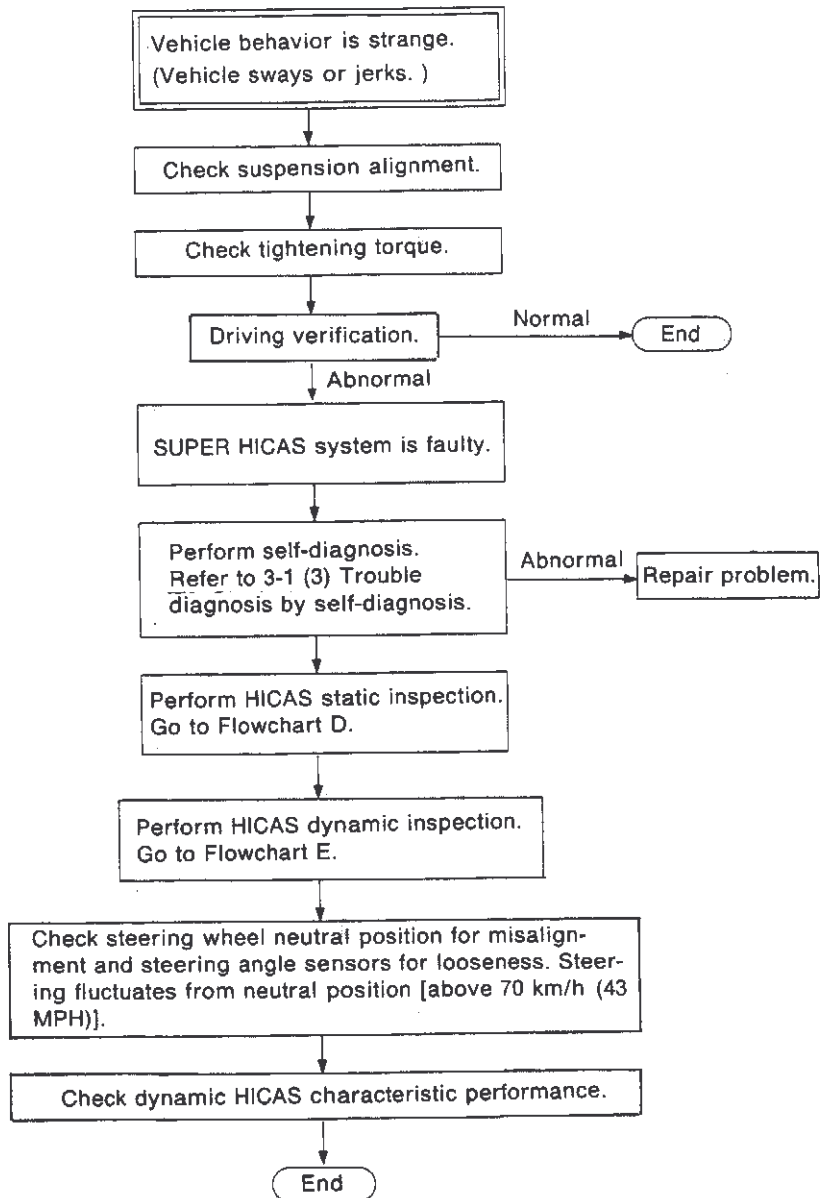 Vehicle behavior is strange.
(Vehicle sways or jerks. )
Check suspension alignment.
Check tightening torque.
Driving verification.
Normal
End
Abnormal
SUPER HICAS system is faulty.
Perform self-diagnosis.
Refer to 3-1 (3) Trouble
diagnosis by self-diagnosis.
Abnormal
Repair problem.
Perform HICAS static inspection.
Go to Flowchart D.
Perform HICAS dynamic inspection.
Go to Flowchart E.
Check steering wheel neutral position for misalign-
ment and steering angle sensors for looseness. Steer-
ing fluctuates from neutral position [above 70 km/h (43
MPH)].
Check dynamic HICAS characteristic performance.
End